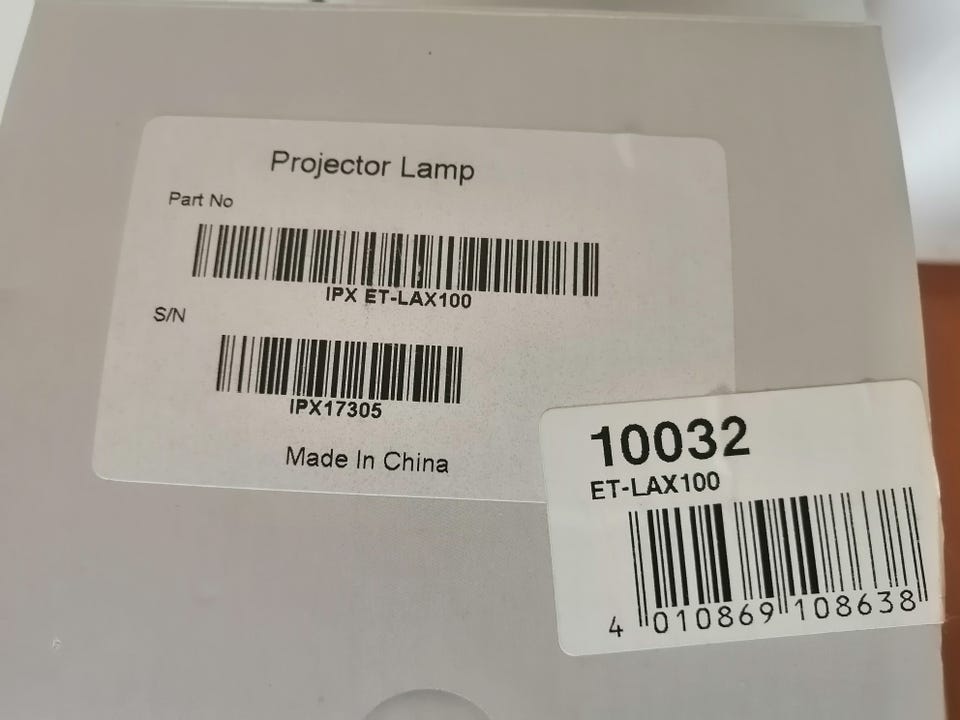 Projector Lamp
Part No
IPX ET-LAX100
S/N
IPX17305
Made In China
10032
ET-LAX100
4 010869 108638